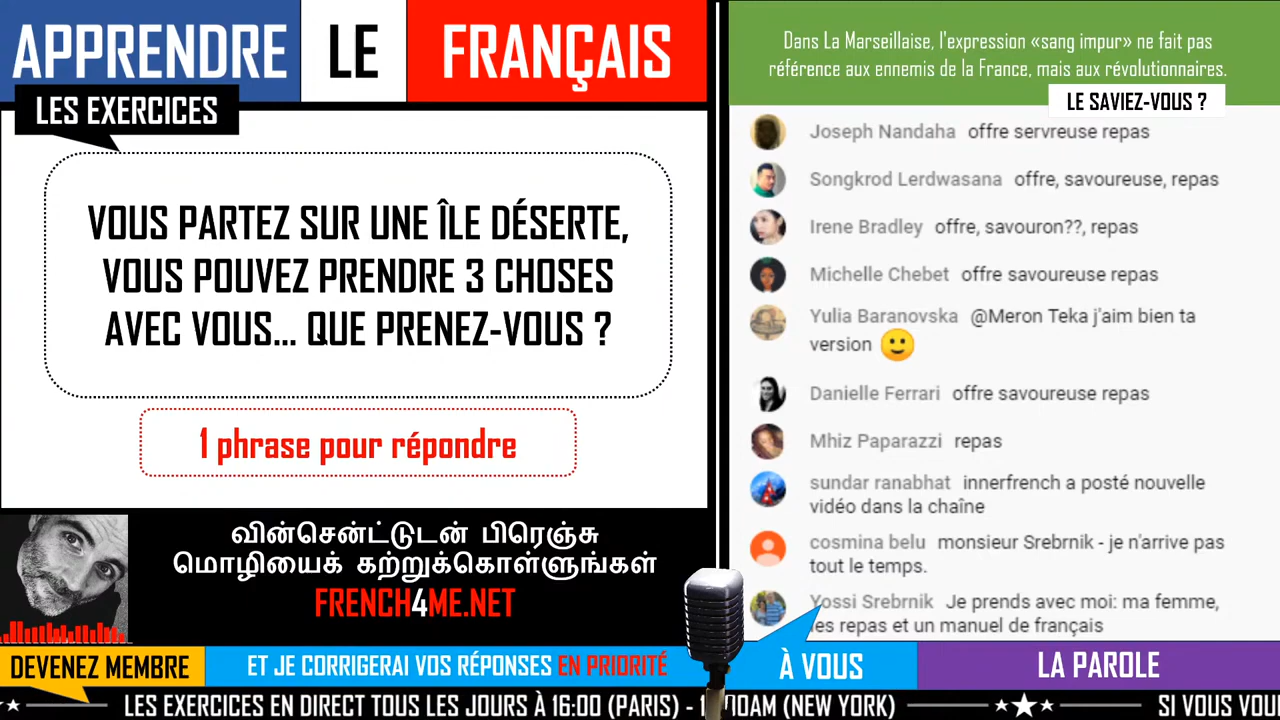 APPRENDRE LE FRANÇAIS
LES EXERCICES
VOUS PARTEZ SUR UNE ÎLE DÉSERTE,
VOUS POUVEZ PRENDRE 3 CHOSES
AVEC VOUS... QUE PRENEZ-VOUS ?
1 phrase pour répondre
வின்சென்ட்டுடன் பிரெஞ்சு
மொழியைக் கற்றுக்கொள்ளுங்கள்
FRENCH4ME.NET
Dans La Marseillaise, l'expression «sang impur» ne fait pas
référence aux ennemis de la France, mais aux révolutionnaires.
LE SAVIEZ-VOUS ?
Joseph Nandaha offre servreuse repas
Songkrod Lerdwasana offre, savoureuse, repas
Irene Bradley offre, savouron??, repas
Michelle Chebet offre savoureuse repas
Yulia Baranovska @Meron Teka j'aim bien ta
version
Danielle Ferrari offre savoureuse repas
Mhiz Paparazzi repas
sundar ranabhat innerfrench a posté nouvelle
vidéo dans la chaîne
cosmina belu monsieur Srebrnik - je n'arrive pas
tout le temps.
Yossi Srebrnik Je prends avec moi: ma femme,
les repas et un manuel de français
DEVENEZ MEMBRE
ET JE CORRIGERAI VOS RÉPONSES EN PRIORITÉ
À VOUS
LA PAROLE
LES EXERCICES EN DIRECT TOUS LES JOURS À 16:00 (PARIS) - (NEW YORK)
SI VOUS